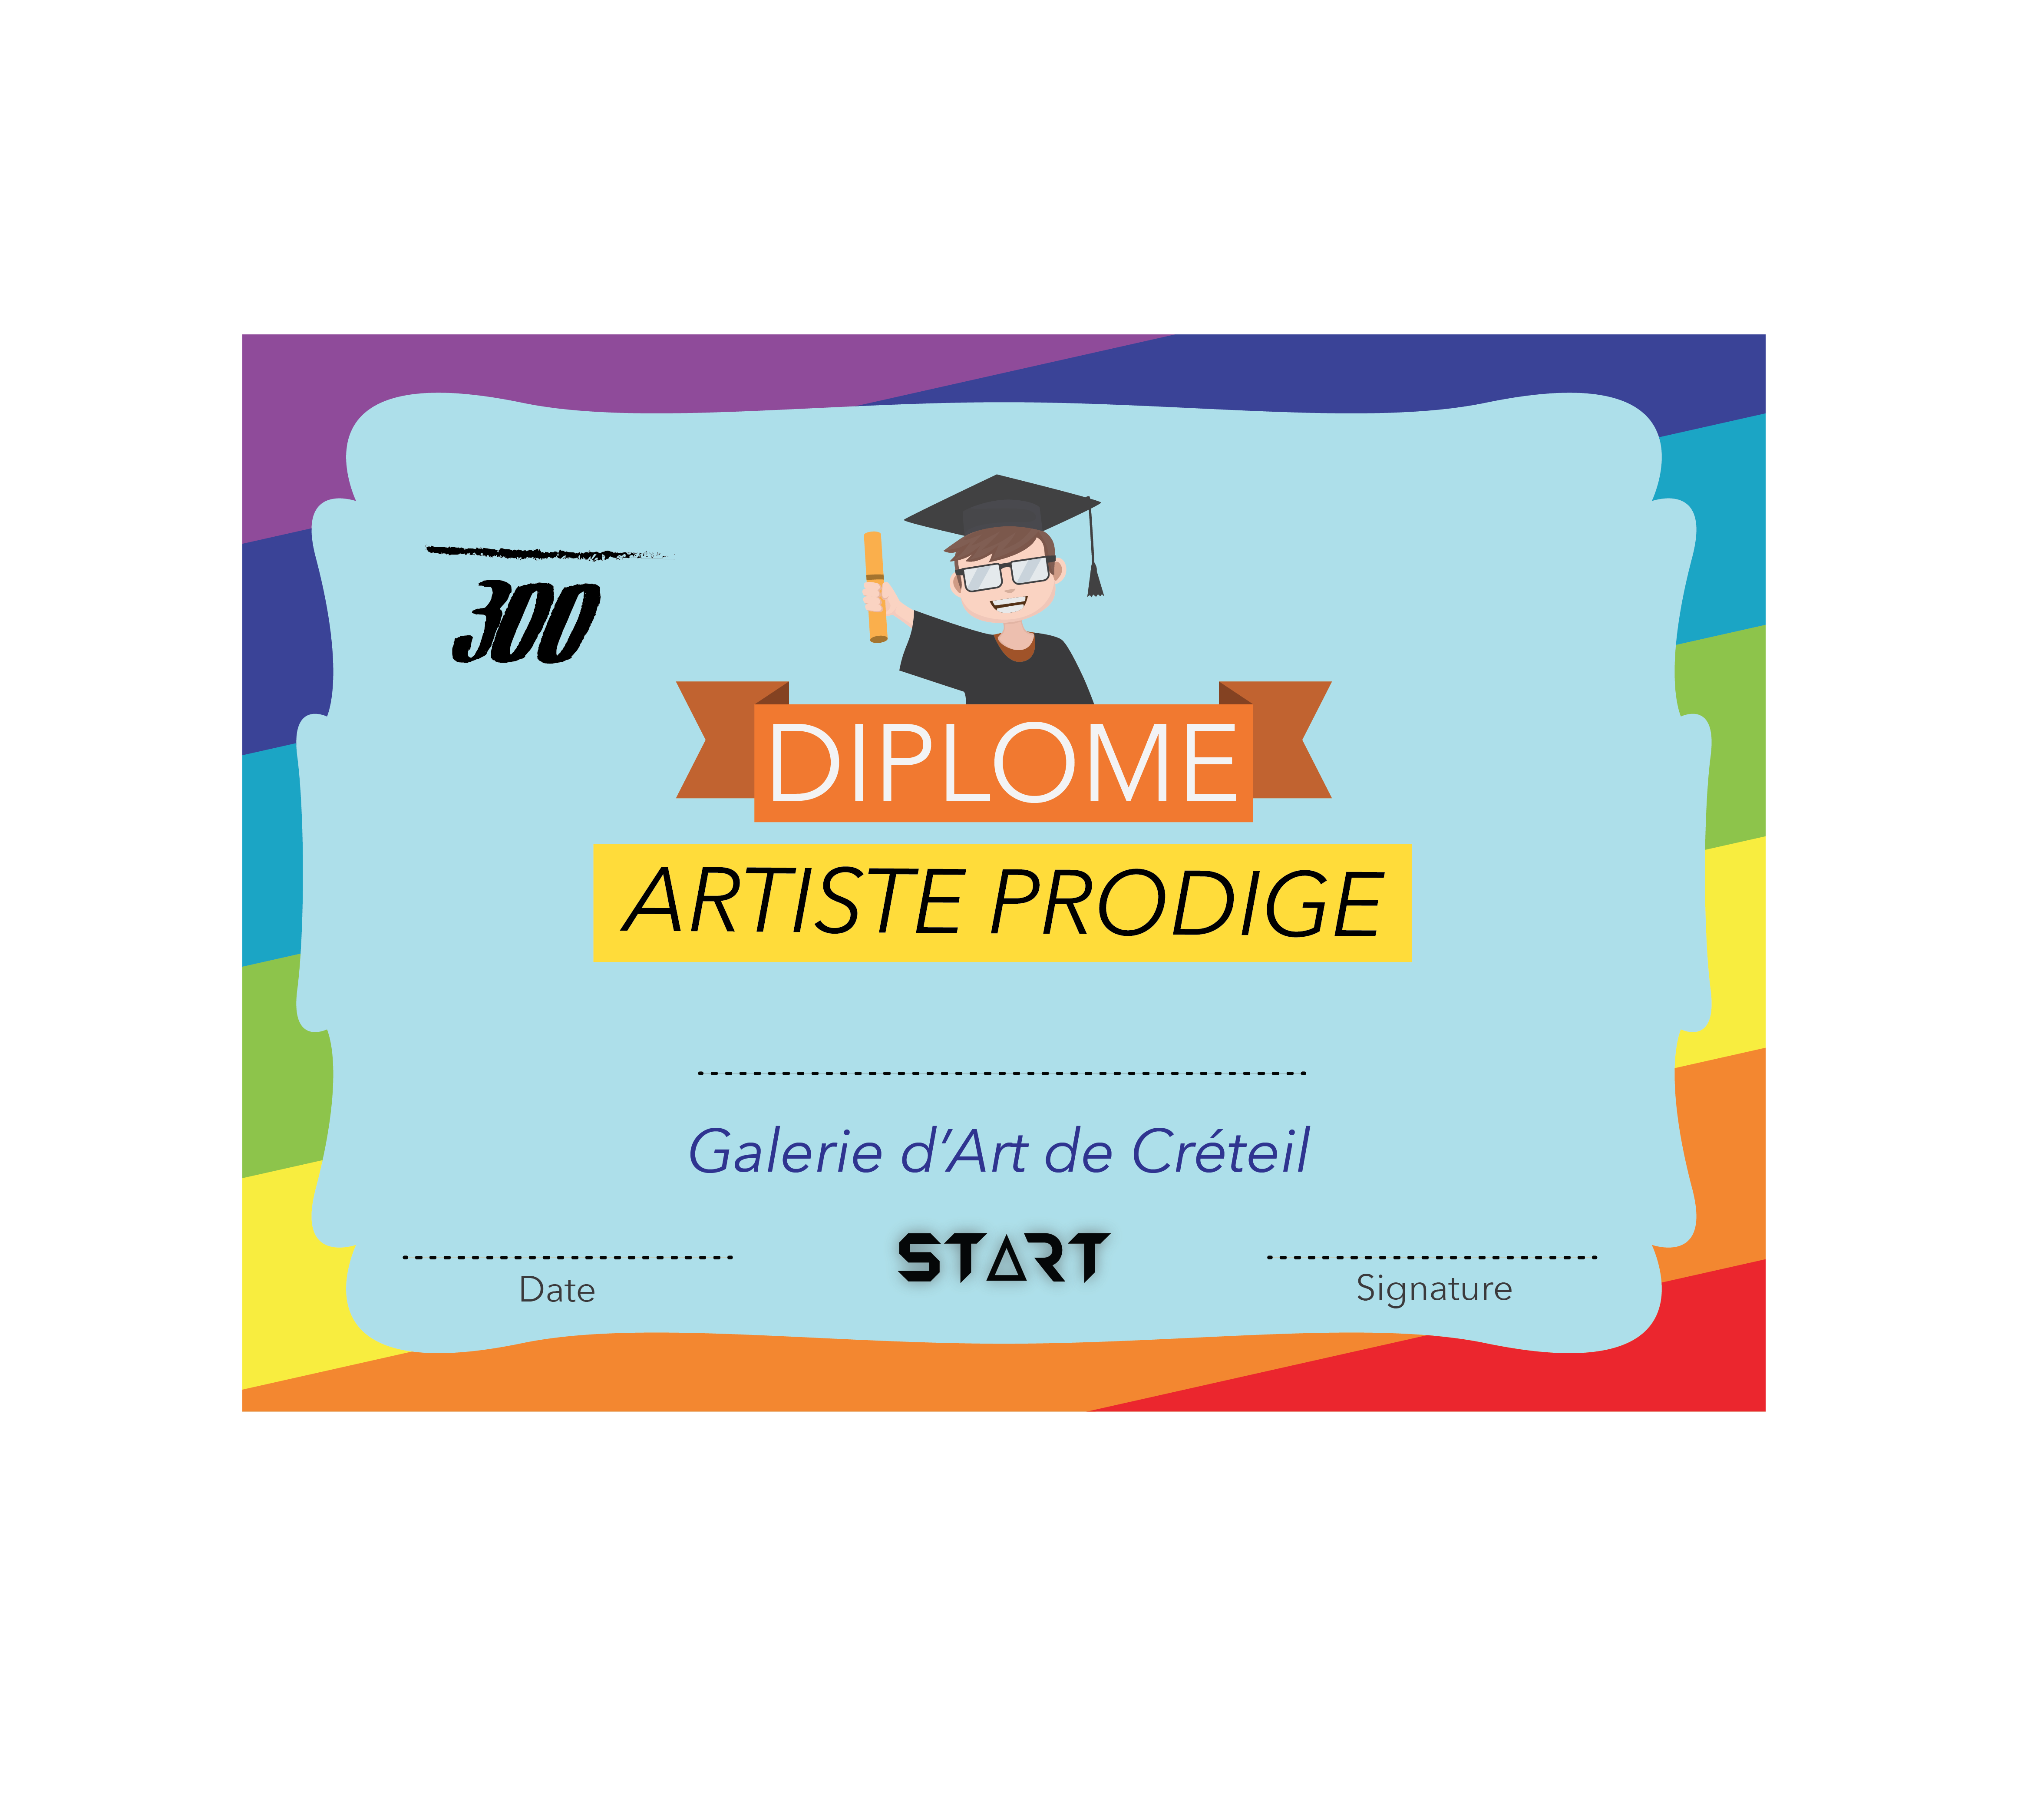 300
DIPLOME
ARTISTE PRODIGE
Galerie d'Art de Créteil
START
Date
Signature